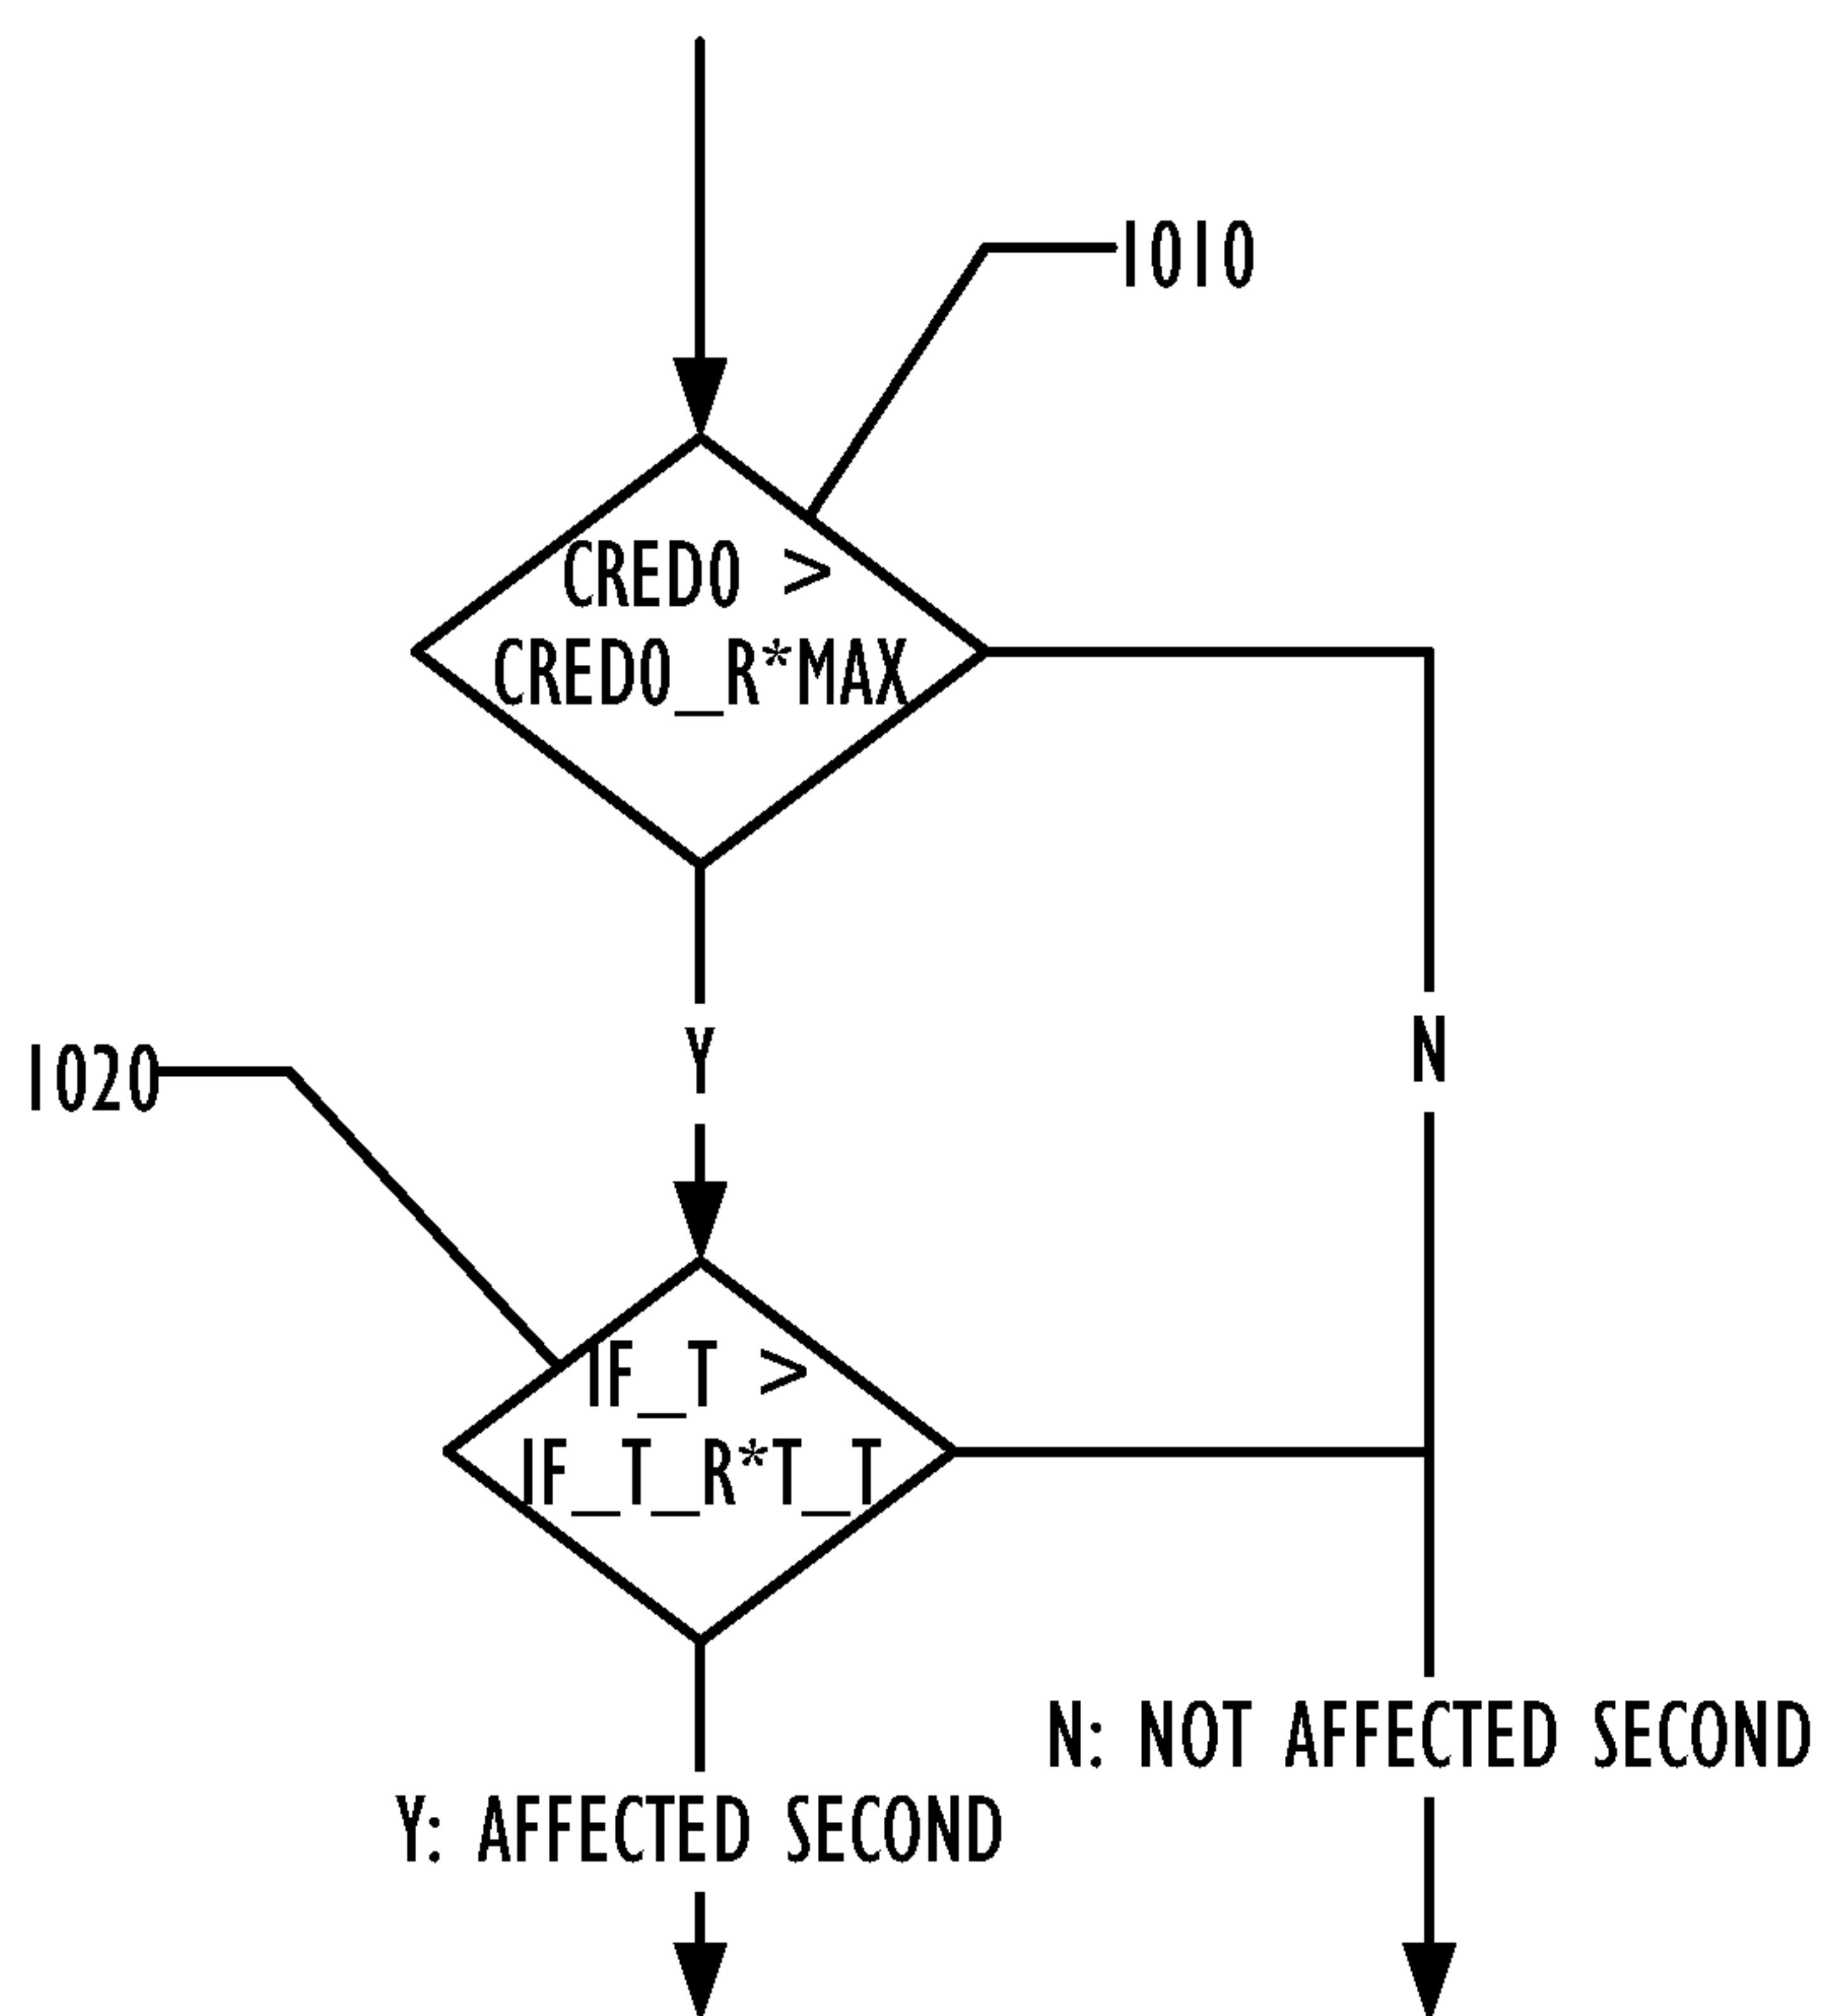 1010
CREDO >
CREDO_R*MAX
Y
N
1020
IF_T >
IF_T_R*T_T
N: NOT AFFECTED SECOND
Y: AFFECTED SECOND